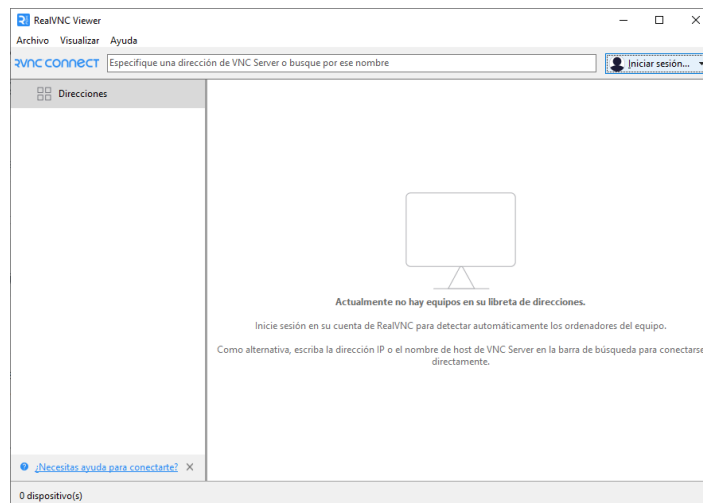 RealVNC Viewer
Archivo Visualizar Ayuda
RVNC CONNECT Especifique una dirección de VNC Server o busque por ese nombre Iniciar sesión...
Direcciones
Actualmente no hay equipos en su libreta de direcciones.
Inicie sesión en su cuenta de RealVNC para detectar automáticamente los ordenadores del equipo.
Como alternativa, escriba la dirección IP o el nombre de host de VNC Server en la barra de búsqueda para conectarse
directamente.
¿Necesitas ayuda para conectarte?
0 dispositivo(s)